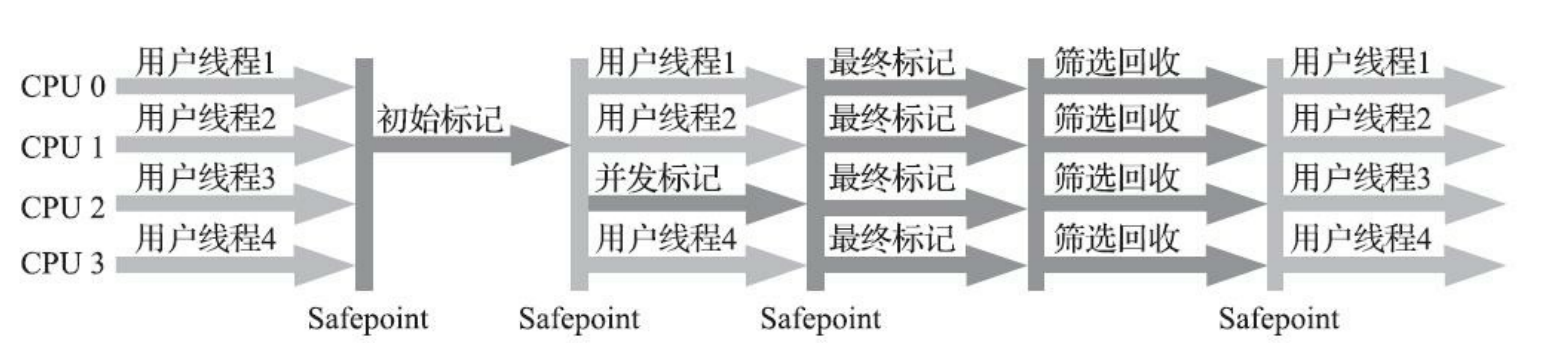 CPU 0 用户线程1 用户线程1 最终标记 筛选回收 用户线程1
CPU 1 用户线程2 初始标记 用户线程2 最终标记 筛选回收 用户线程2
CPU 2 用户线程3 并发标记 最终标记 筛选回收 用户线程3
CPU 3 用户线程4 用户线程4 最终标记 筛选回收 用户线程4
Safepoint Safepoint Safepoint Safepoint